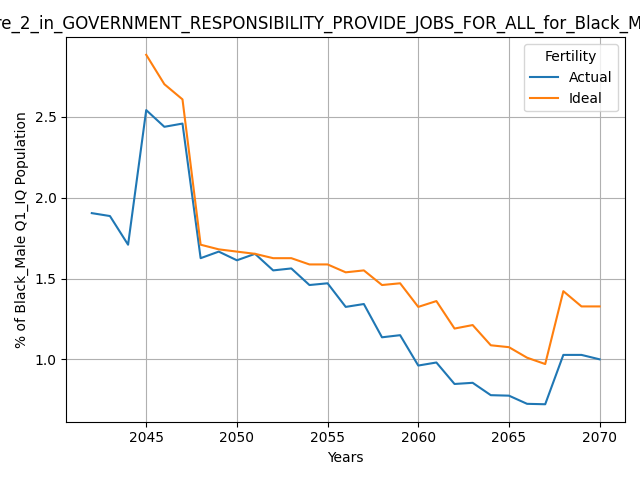 re_2_in_GOVERNMENT_RESPONSIBILITY_PROVIDE_JOBS_FOR_ALL_for_Black_M
Fertility
Actual
Ideal
% of Black_Male Q1_IQ Population
2.5
2.0
1.5
1.0
2045 2050 2055 2060 2065 2070
Years